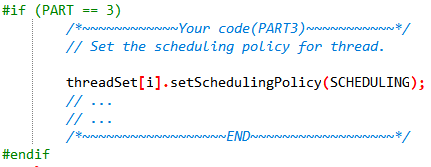 #if (PART == 3)
/*~~~~~~~~~~~~Your code(PART3)~~~~~~~~~~~*/
// Set the scheduling policy for thread.
threadSet[i].setSchedulingPolicy(SCHEDULING);
// ...
// ...
/*~~~~~~~~~~~~~~~~~~END~~~~~~~~~~~~~~~~~~*/
#endif